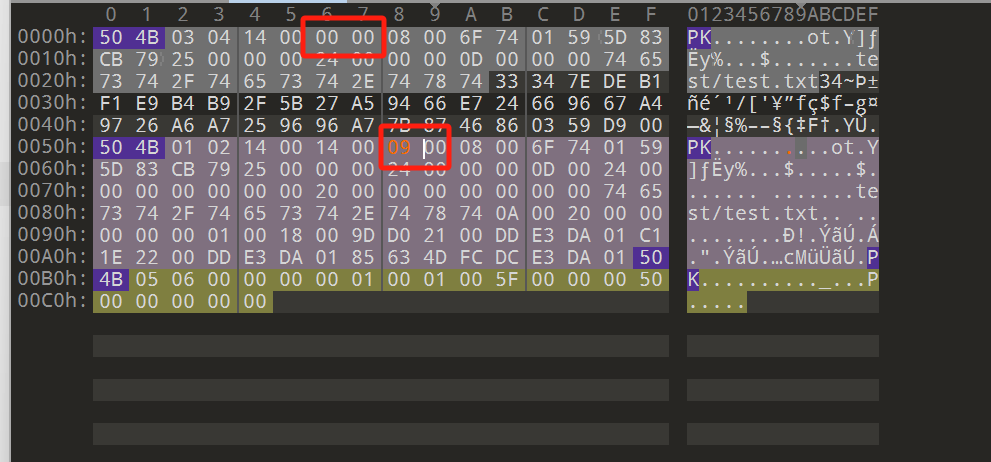 0 1 2 3 4 5 6 7 8 9 A B C D E F 0123456789ABCDEF
0000h: 50 4B 03 04 14 00 00 00 08 00 6F 74 01 59 5D 83 PK........ot.Y]ƒ
0010h: CB 79 25 00 00 00 24 00 00 00 0D 00 00 00 74 65 Ëy%...$.......te
0020h: 73 74 2F 74 65 73 74 2E 74 78 74 33 34 7E DE B1 st/test.txt34~Þ±
0030h: F1 E9 B4 B9 2F 5B 27 A5 94 66 E7 24 66 96 67 A4 ñé´¹/['¥”fç$f–g¤
0040h: 97 26 A6 A7 25 96 96 A7 7B 87 46 86 03 59 D9 00 —&¦§%––§{‡F†.YÙ.
0050h: 50 4B 01 02 14 00 14 00 09 00 08 00 6F 74 01 59 PK..........ot.Y
0060h: 5D 83 CB 79 25 00 00 00 24 00 00 00 0D 00 24 00 ]ƒËy%...$.....$.
0070h: 00 00 00 00 00 00 20 00 00 00 00 00 00 00 74 65 ...... .......te
0080h: 73 74 2F 74 65 73 74 2E 74 78 74 0A 00 20 00 00 st/test.txt.. ..
0090h: 00 00 00 01 00 18 00 9D D0 21 00 DD E3 DA 01 C1 ........Ð!.ÝãÚ.Á
00A0h: 1E 22 00 DD E3 DA 01 85 63 4D FC DC E3 DA 01 50 .".ÝãÚ.…cMüÜãÚ.P
00B0h: 4B 05 06 00 00 00 00 01 00 01 00 5F 00 00 00 50 K.........._...P
00C0h: 00 00 00 00 00 .....